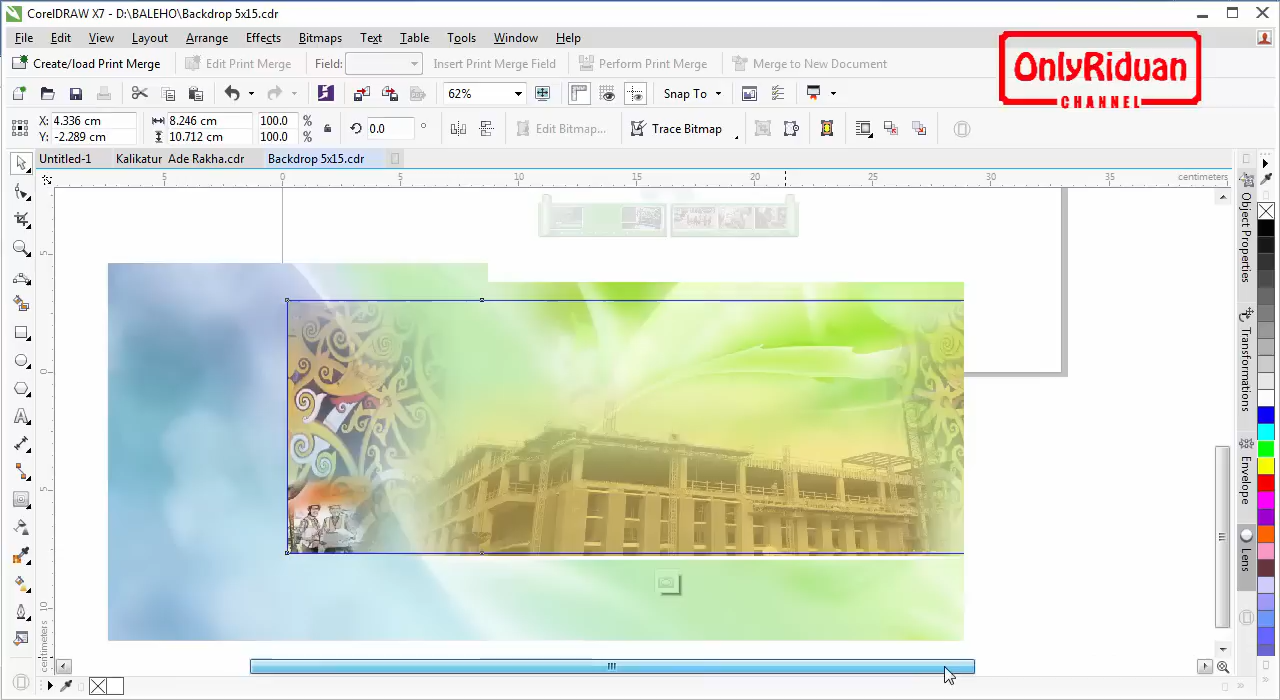 CorelDRAW X7 - D:\BALEHO\Backdrop 5x15.cdr
File Edit View Layout Arrange Effects Bitmaps Text Table Tools Window Help
Create/load Print Merge Edit Print Merge Field: Insert Print Merge Field Perform Print Merge Merge to New Document
OnlyRiduan
CHANNEL
62% Snap To
X: 4.336 cm 8.246 cm 100.0 % 0.0 ° Edit Bitmap... Trace Bitmap
Y: -2.289 cm 10.712 cm 100.0 %
Untitled-1 Kalikatur Ade Rakha.cdr Backdrop 5x15.cdr
5 0 5 10 15 20 25 30 35 centimeters
5
0
5
10
centimeters
Object Properties
Transformations
Envelope
Lens